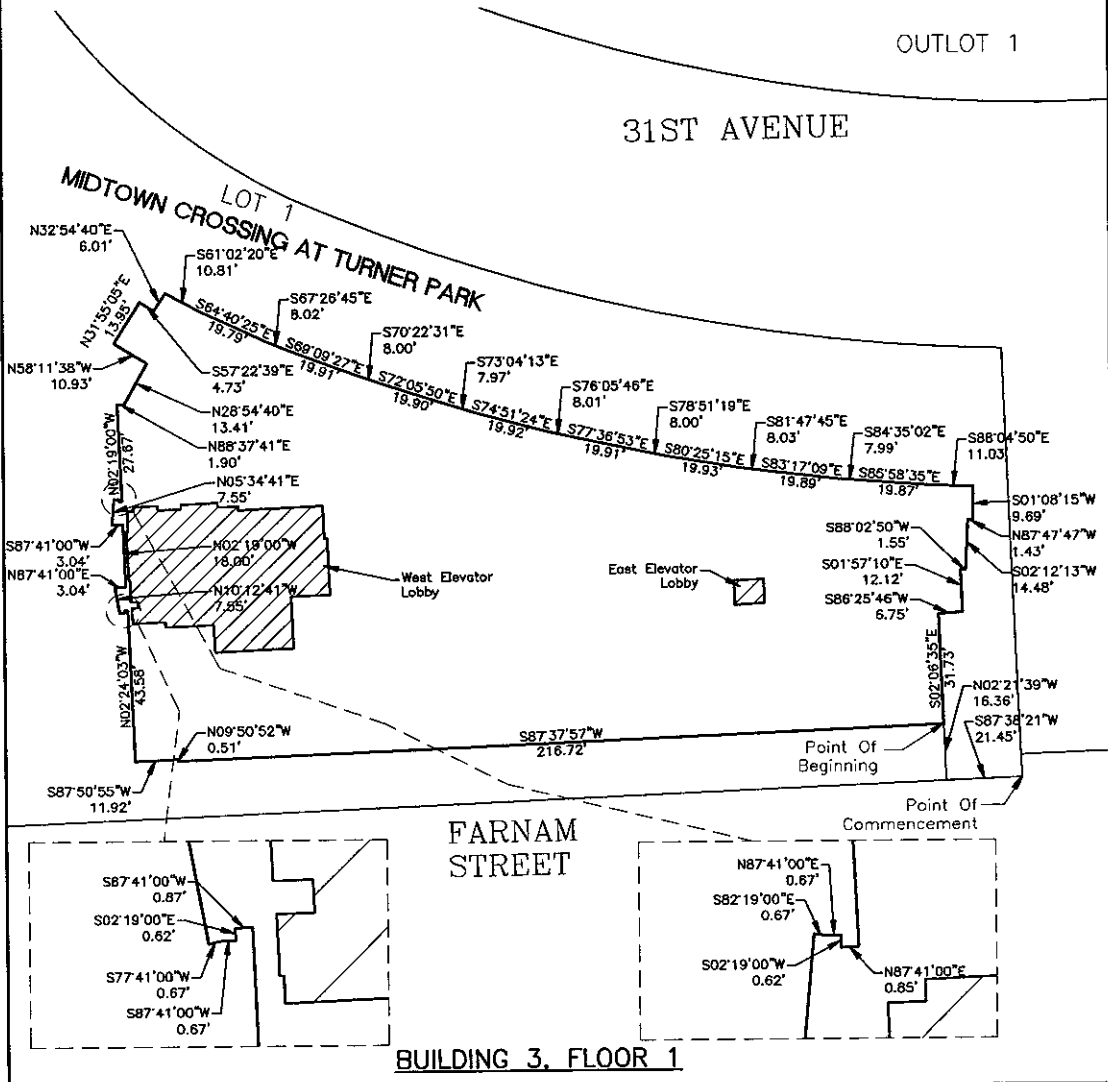 OUTLOT 1
31ST AVENUE
LOT 1
MIDTOWN CROSSING AT TURNER PARK
N32°54'40"E
6.01'
S61°02'20"E
10.81'
N31°55'05"E
13.95'
S64°40'25"E
19.79'
S67°26'45"E
8.02'
S69°09'27"E
19.91'
S70°22'31"E
8.00'
S72°05'50"E
19.90'
S73°04'13"E
7.97'
S74°51'24"E
19.92'
S76°05'46"E
8.01'
S77°36'53"E
19.91'
S78°51'19"E
8.00'
S80°25'15"E
19.93'
S81°47'45"E
8.03'
S83°17'09"E
19.89'
S84°35'02"E
7.99'
S85°58'35"E
19.87'
S88°04'50"E
11.03
N58°11'38"W
10.93'
S57°22'39"E
4.73'
N28°54'40"E
13.41'
N88°37'41"E
1.90'
N02°19'00"W
27.67'
N05°34'41"E
7.55'
S87°41'00"W
3.04'
N87°41'00"E
3.04'
N02°19'00"W
18.00'
N10°12'41"W
7.55'
West Elevator
Lobby
East Elevator
Lobby
S01°08'15"W
9.69'
N87°47'47"W
1.43'
S88°02'50"W
1.55'
S02°12'13"W
14.48'
S01°57'10"E
12.12'
S86°25'46"W
6.75'
S02°06'35"E
31.73'
N02°21'39"W
16.36'
S87°38'21"W
21.45'
N02°24'03"W
43.58'
N09°50'52"W
0.51'
S87°37'57"W
216.72'
Point Of
Beginning
S87°50'55"W
11.92'
Point Of
Commencement
FARNAM
STREET
S87°41'00"W
0.87'
S02°19'00"E
0.62'
S77°41'00"W
0.67'
S87°41'00"W
0.67'
N87°41'00"E
0.67'
S82°19'00"E
0.67'
S02°19'00"W
0.62'
N87°41'00"E
0.85'
BUILDING 3, FLOOR 1